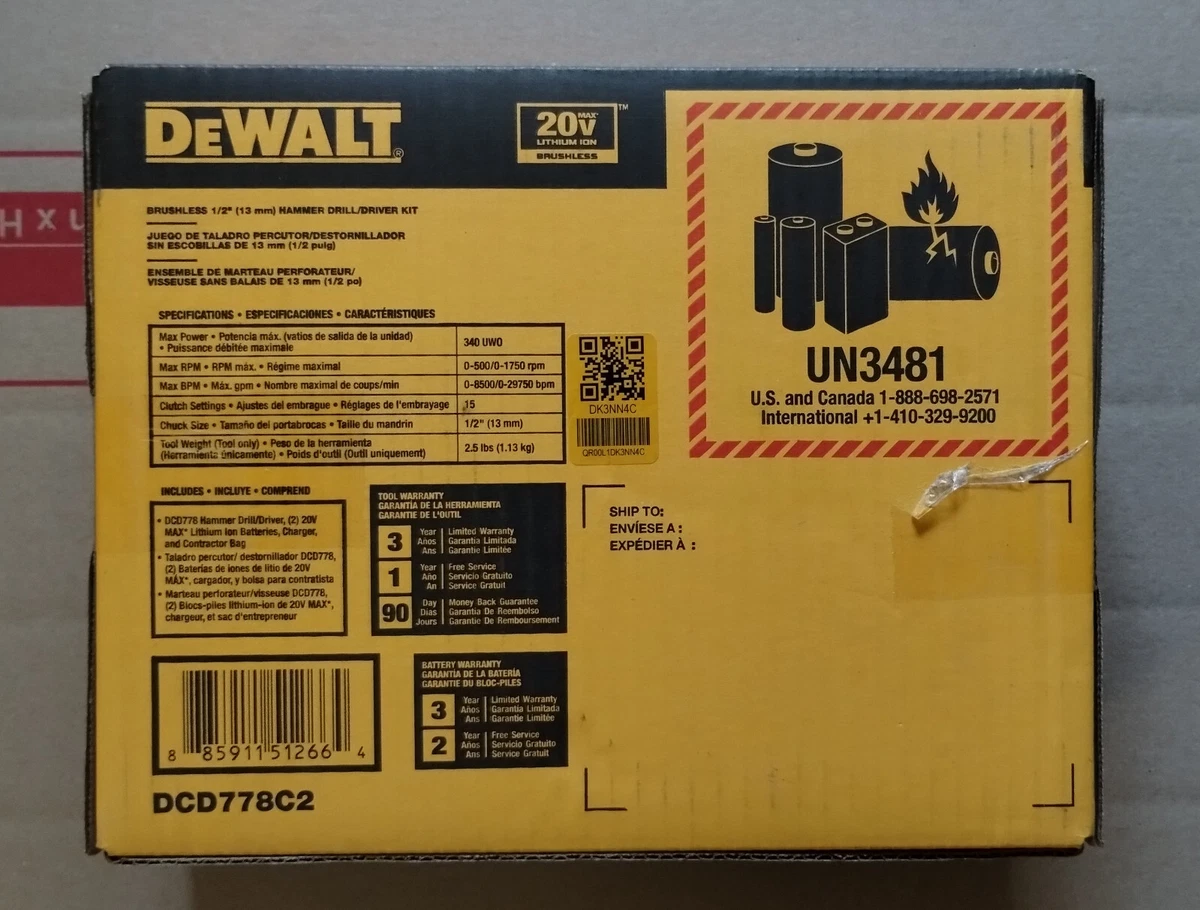 DEWALT®
20V MAX* ™
LITHIUM ION
BRUSHLESS
BRUSHLESS 1/2" (13 mm) HAMMER DRILL/DRIVER KIT
JUEGO DE TALADRO PERCUTOR/DESTORNILLADOR
SIN ESCOBILLAS DE 13 mm (1/2 pulg)
ENSEMBLE DE MARTEAU PERFORATEUR/
VISSEUSE SANS BALAIS DE 13 mm (1/2 po)
SPECIFICATIONS • ESPECIFICACIONES • CARACTÉRISTIQUES
Max Power • Potencia máx. (vatios de salida de la unidad)
• Puissance débitée maximale
340 UWO
Max RPM • RPM máx. • Régime maximal
0-500/0-1750 rpm
Max BPM • Máx. gpm • Nombre maximal de coups/min
0-8500/0-29750 bpm
Clutch Settings • Ajustes del embrague • Réglages de l'embrayage
15
Chuck Size • Tamaño del portabrocas • Taille du mandrin
1/2" (13 mm)
Tool Weight (Tool only) • Peso de la herramienta
(Herramienta únicamente) • Poids d'outil (Outil uniquement)
2.5 lbs (1.13 kg)
DK3NN4C
QR00L1DK3NN4C
UN3481
U.S. and Canada 1-888-698-2571
International +1-410-329-9200
INCLUDES • INCLUYE • COMPREND
• DCD778 Hammer Drill/Driver, (2) 20V
MAX* Lithium Ion Batteries, Charger,
and Contractor Bag
• Taladro percutor/ destornillador DCD778,
(2) Baterías de iones de litio de 20V
MÁX*, cargador, y bolsa para contratista
• Marteau perforateur/visseuse DCD778,
(2) Blocs-piles lithium-ion de 20V MAX*,
chargeur, et sac d'entrepreneur
TOOL WARRANTY
GARANTÍA DE LA HERRAMIENTA
GARANTIE DE L'OUTIL
3
Year Limited Warranty
Años Garantía Limitada
Ans Garantie Limitée
1
Year Free Service
Año Servicio Gratuito
An Service Gratuit
90
Day Money Back Guarantee
Días Garantía De Reembolso
Jours Garantie De Remboursement
SHIP TO:
ENVÍESE A :
EXPÉDIER À :
BATTERY WARRANTY
GARANTÍA DE LA BATERÍA
GARANTIE DU BLOC-PILES
3
Year Limited Warranty
Años Garantía Limitada
Ans Garantie Limitée
2
Year Free Service
Años Servicio Gratuito
Ans Service Gratuit
8 85911 51266 4
DCD778C2
H x U